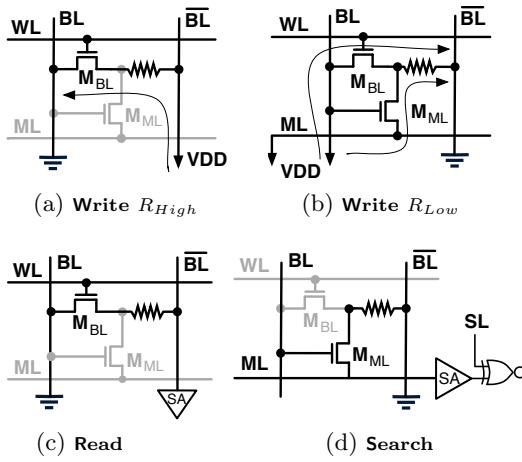 BL
BL
WL
M_BL
M_ML
ML
VDD
(a) Write R_High
BL
BL
WL
M_BL
M_ML
ML
VDD
(b) Write R_Low
BL
BL
WL
M_BL
M_ML
ML
SA
(c) Read
BL
BL
M_BL
SL
M_ML
ML
SA
(d) Search